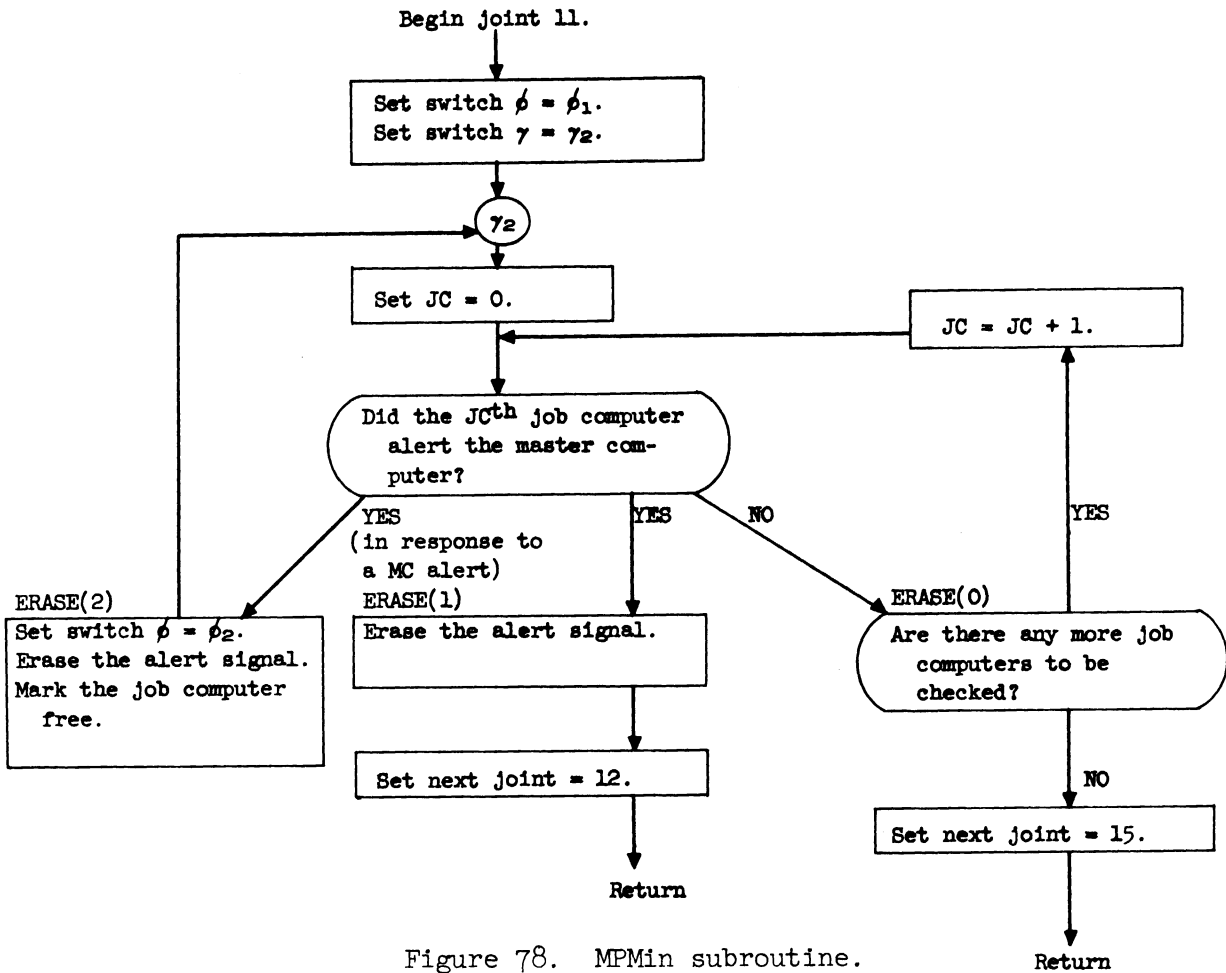 Begin joint 11.
Set switch ϕ = ϕ₁.
Set switch γ = γ₂.
γ₂
Set JC = 0.
JC = JC + 1.
Did the JCth job computer
alert the master com-
puter?
YES
(in response to
a MC alert)
YES
NO
YES
ERASE(2)
Set switch ϕ = ϕ₂.
Erase the alert signal.
Mark the job computer
free.
ERASE(1)
Erase the alert signal.
ERASE(0)
Are there any more job
computers to be
checked?
Set next joint = 12.
NO
Set next joint = 15.
Return
Return
Figure 78. MPMin subroutine.